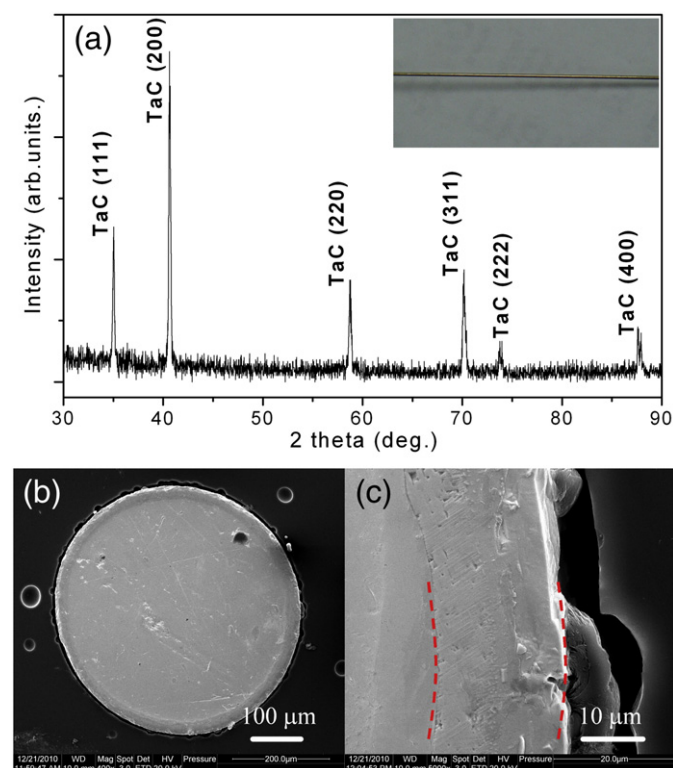 (a)
TaC (111)
TaC (200)
TaC (220)
TaC (311)
TaC (222)
TaC (400)
Intensity (arb.units.)
30 40 50 60 70 80 90
2 theta (deg.)
(b)
100 μm
12/21/2010 WD Mag Spot Det HV Pressure 200.0μm
(c)
10 μm
12/21/2010 WD Mag Spot Det HV Pressure 20.0μm